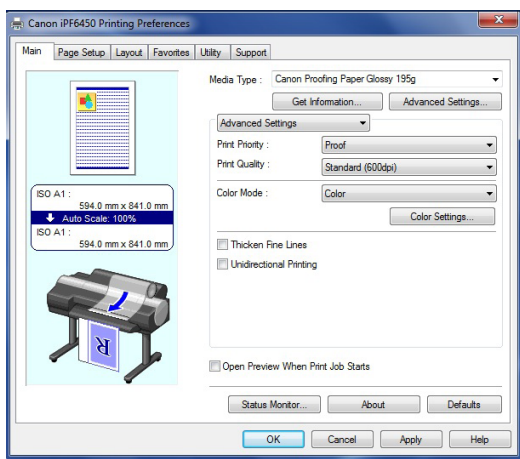 Canon iPF6450 Printing Preferences
Main Page Setup Layout Favorites Utility Support
Media Type : Canon Proofing Paper Glossy 195g
Get Information... Advanced Settings...
Advanced Settings
Print Priority : Proof
Print Quality : Standard (600dpi)
Color Mode : Color
Color Settings...
ISO A1 :
594.0 mm x 841.0 mm
Auto Scale: 100%
ISO A1 :
594.0 mm x 841.0 mm
R
Thicken Fine Lines
Unidirectional Printing
Open Preview When Print Job Starts
Status Monitor... About Defaults
OK Cancel Apply Help